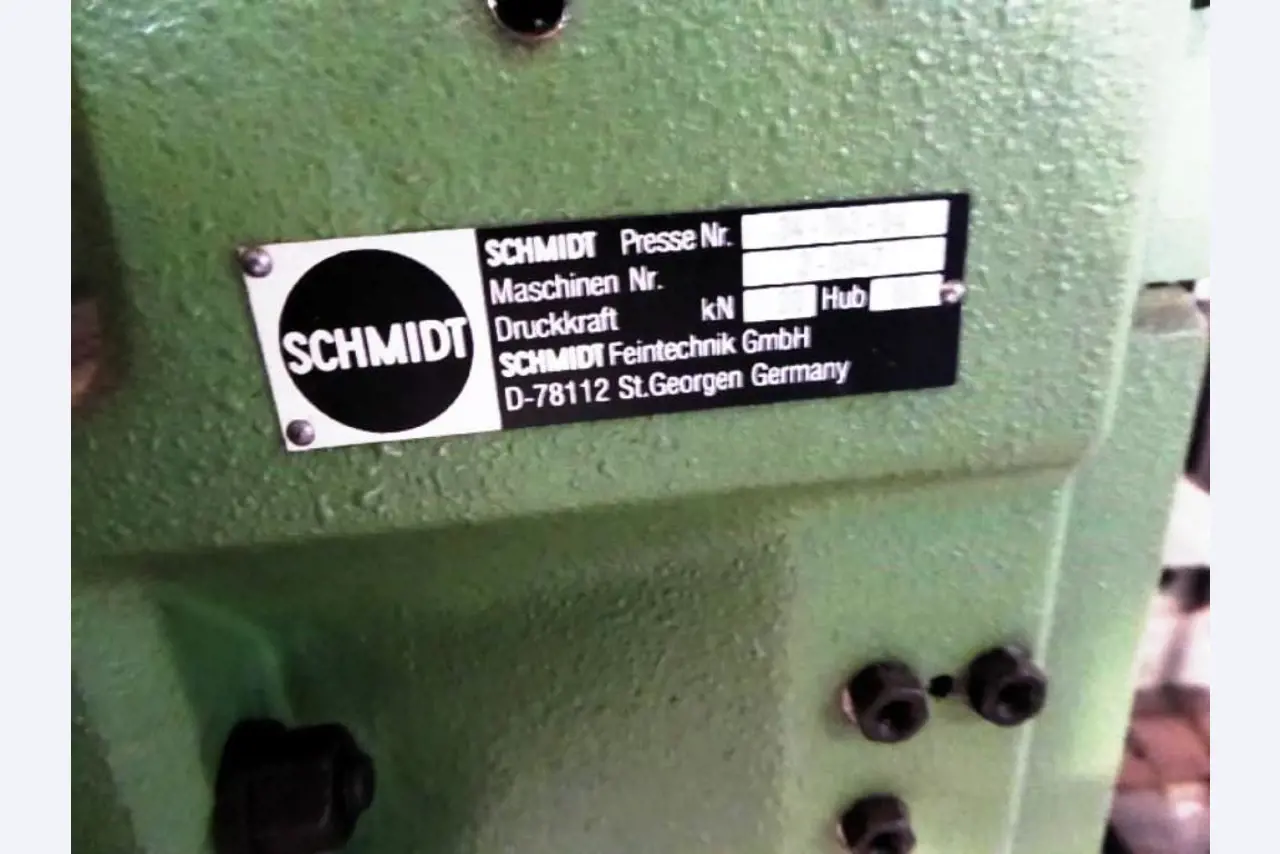 SCHMIDT
SCHMIDT Presse Nr.
Maschinen Nr.
Druckkraft kN Hub
SCHMIDT Feintechnik GmbH
D-78112 St.Georgen Germany